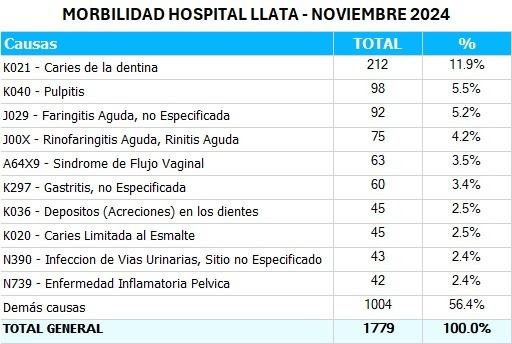 MORBILIDAD HOSPITAL LLATA - NOVIEMBRE 2024
Causas TOTAL %
K021 - Caries de la dentina 212 11.9%
K040 - Pulpitis 98 5.5%
J029 - Faringitis Aguda, no Especificada 92 5.2%
J00X - Rinofaringitis Aguda, Rinitis Aguda 75 4.2%
A64X9 - Sindrome de Flujo Vaginal 63 3.5%
K297 - Gastritis, no Especificada 60 3.4%
K036 - Depositos (Acreciones) en los dientes 45 2.5%
K020 - Caries Limitada al Esmalte 45 2.5%
N390 - Infeccion de Vias Urinarias, Sitio no Especificado 43 2.4%
N739 - Enfermedad Inflamatoria Pelvica 42 2.4%
Demás causas 1004 56.4%
TOTAL GENERAL 1779 100.0%